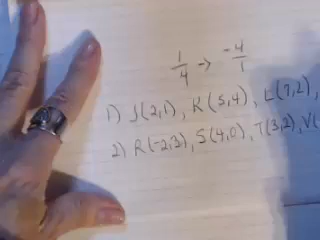 1/4 → -4/1
1) J(2,1), K(5,4), L(7,2),
2) R(-2,3), S(4,0), T(3,2), V(